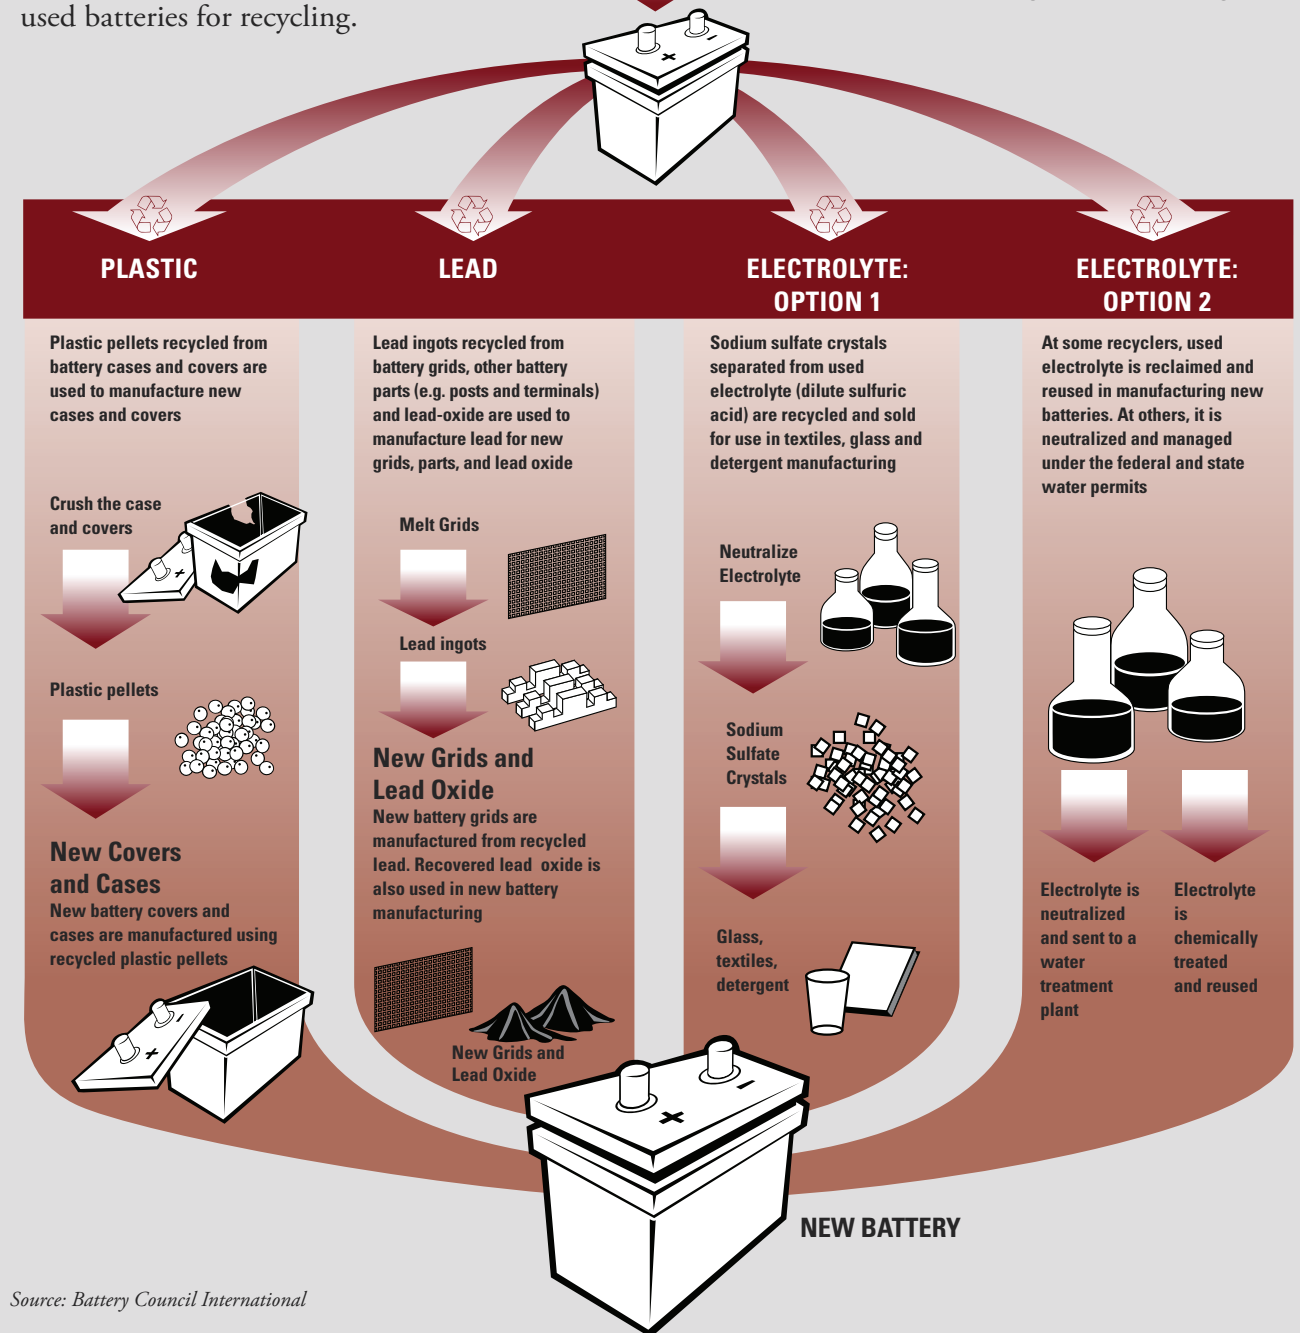 used batteries for recycling.
PLASTIC
Plastic pellets recycled from
battery cases and covers are
used to manufacture new
cases and covers
Crush the case
and covers
Plastic pellets
New Covers
and Cases
New battery covers and
cases are manufactured using
recycled plastic pellets
LEAD
Lead ingots recycled from
battery grids, other battery
parts (e.g. posts and terminals)
and lead-oxide are used to
manufacture lead for new
grids, parts, and lead oxide
Melt Grids
Lead ingots
New Grids and
Lead Oxide
New battery grids are
manufactured from recycled
lead. Recovered lead oxide is
also used in new battery
manufacturing
New Grids and
Lead Oxide
ELECTROLYTE:
OPTION 1
Sodium sulfate crystals
separated from used
electrolyte (dilute sulfuric
acid) are recycled and sold
for use in textiles, glass and
detergent manufacturing
Neutralize
Electrolyte
Sodium
Sulfate
Crystals
Glass,
textiles,
detergent
ELECTROLYTE:
OPTION 2
At some recyclers, used
electrolyte is reclaimed and
reused in manufacturing new
batteries. At others, it is
neutralized and managed
under the federal and state
water permits
Electrolyte is
neutralized
and sent to a
water
treatment
plant
Electrolyte
is
chemically
treated
and reused
NEW BATTERY
Source: Battery Council International